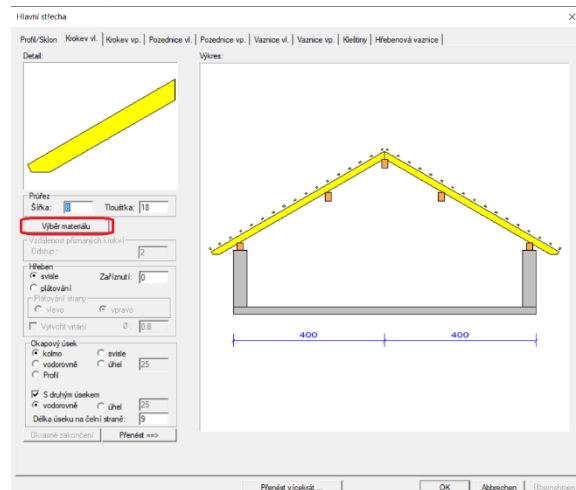 Hlavní střecha
Profil/Sklon Krokev vl. Krokev vp. Pozednice vl. Pozednice vp. Vaznice vl. Vaznice vp. Kleštiny Hřebenová vaznice
Detail: Výkres:
Průřez
Šířka: 8 Tloušťka: 18
Výběr materiálu
Vzdálenost přiznaných krokví
Odstup : 2
Hřeben
svisle Zaříznutí: 0
plátování
Plátování strany
vlevo vpravo
Vytvořit vrtání Ø : 0.8
Okapový úsek
kolmo svisle
vodorovně úhel 25
Profil
S druhým úsekem
vodorovně úhel 25
Délka úseku na čelní straně: 9
Okrasné zakončení Přenést ==>
400 400
Přenést vícekrát ... OK Abbrechen Übernehmen